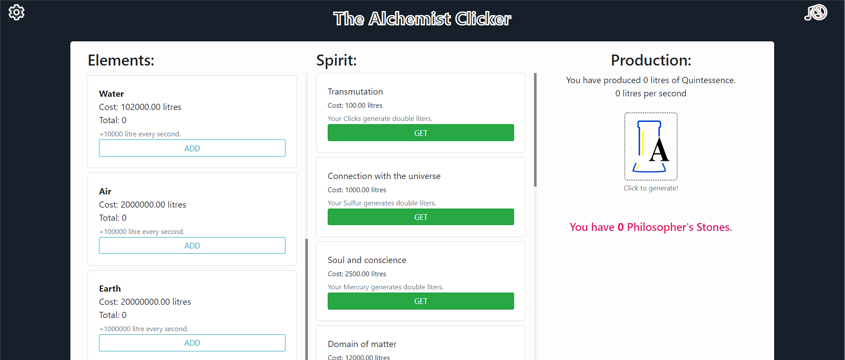 The Alchemist Clicker
Elements:
Water
Cost: 102000.00 litres
Total: 0
+10000 litre every second.
ADD
Air
Cost: 2000000.00 litres
Total: 0
+100000 litre every second.
ADD
Earth
Cost: 20000000.00 litres
Total: 0
+1000000 litre every second.
ADD
Spirit:
Transmutation
Cost: 100.00 litres
Your Clicks generate double liters.
GET
Connection with the universe
Cost: 1000.00 litres
Your Sulfur generates double liters.
GET
Soul and conscience
Cost: 2500.00 litres
Your Mercury generates double liters.
GET
Domain of matter
Cost: 12000.00 litres
Production:
You have produced 0 litres of Quintessence.
0 litres per second
A
Click to generate!
You have 0 Philosopher's Stones.